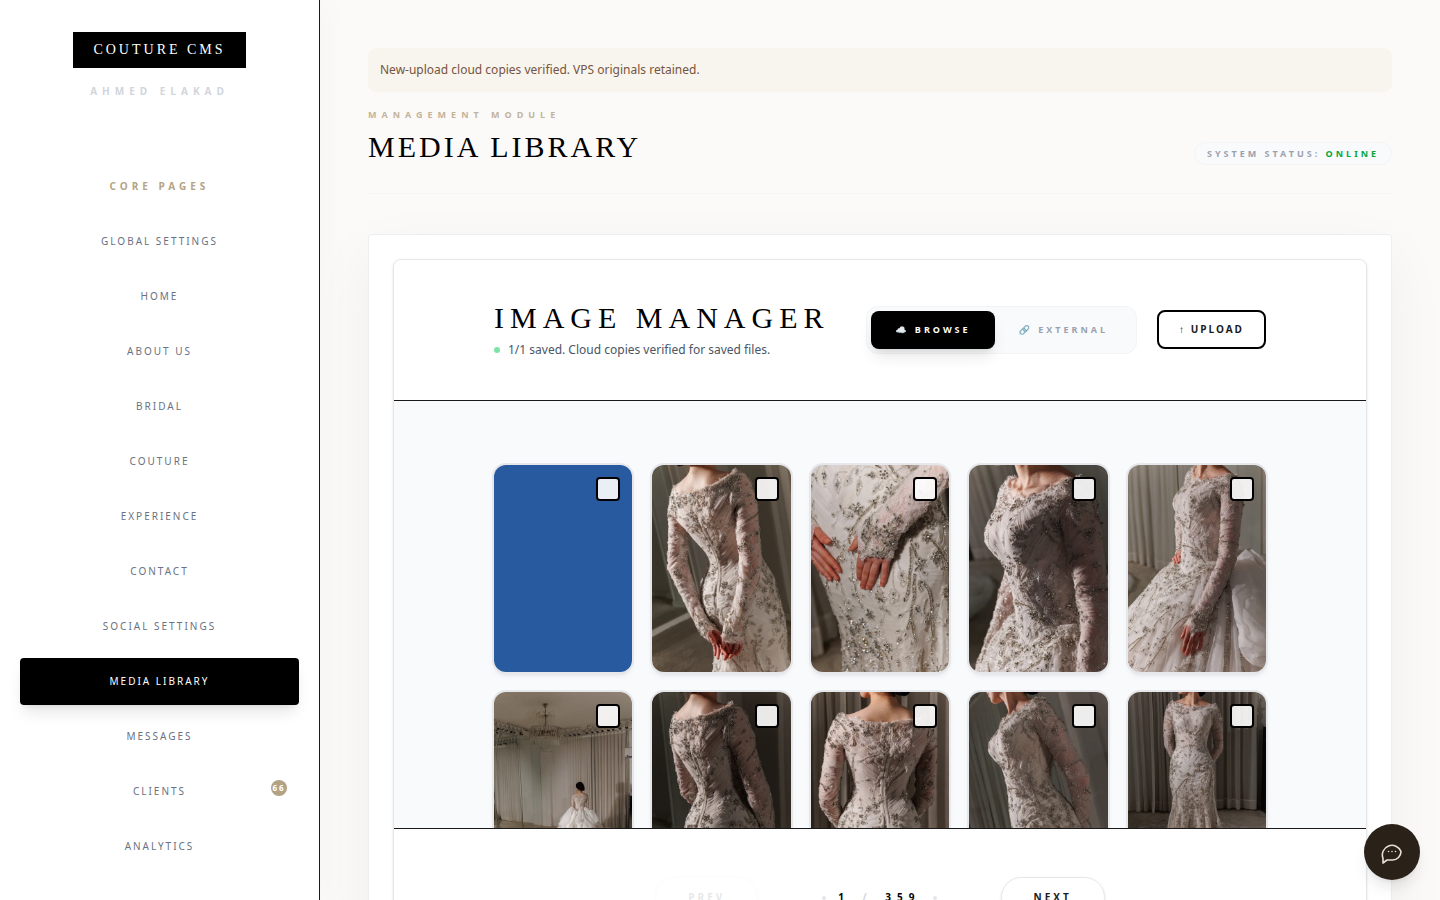 COUTURE CMS
AHMED ELAKAD
CORE PAGES
GLOBAL SETTINGS
HOME
ABOUT US
BRIDAL
COUTURE
EXPERIENCE
CONTACT
SOCIAL SETTINGS
MEDIA LIBRARY
MESSAGES
CLIENTS
66
ANALYTICS
New-upload cloud copies verified. VPS originals retained.
MANAGEMENT MODULE
MEDIA LIBRARY
SYSTEM STATUS: ONLINE
IMAGE MANAGER
1/1 saved. Cloud copies verified for saved files.
BROWSE
EXTERNAL
↑ UPLOAD
PREV
1 / 359
NEXT